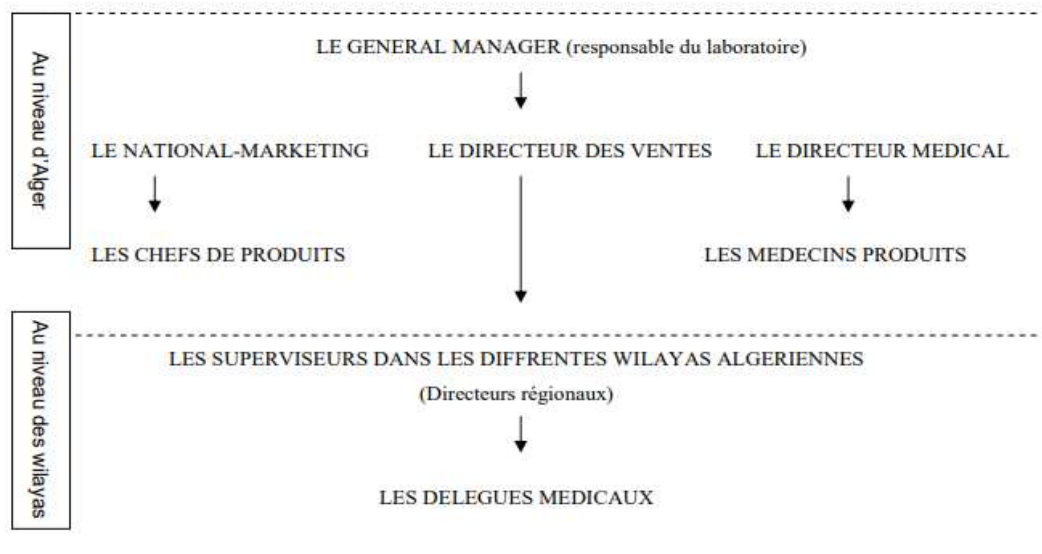 Au niveau d'Alger
LE GENERAL MANAGER (responsable du laboratoire)
LE NATIONAL-MARKETING
LE DIRECTEUR DES VENTES
LE DIRECTEUR MEDICAL
LES CHEFS DE PRODUITS
LES MEDECINS PRODUITS
Au niveau des wilayas
LES SUPERVISEURS DANS LES DIFFRENTES WILAYAS ALGERIENNES
(Directeurs régionaux)
LES DELEGUES MEDICAUX